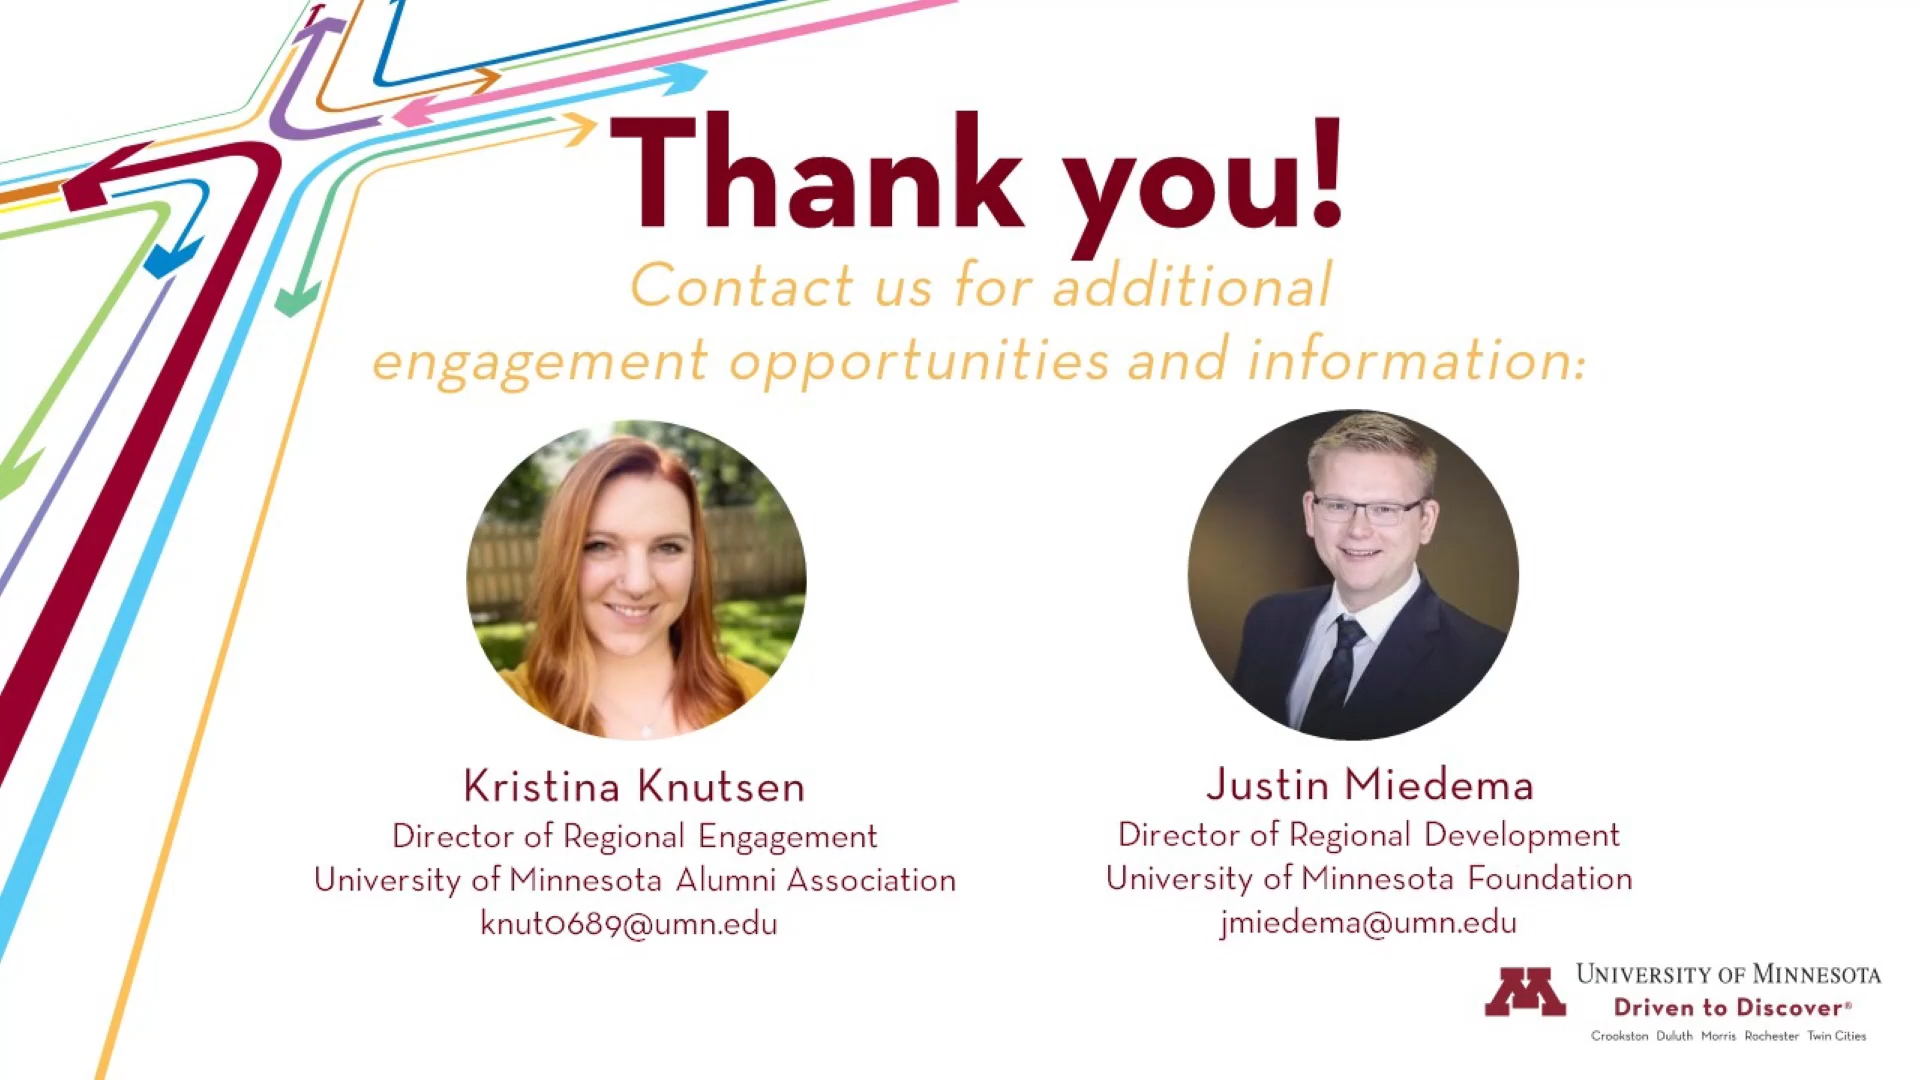 Thank you!
Contact us for additional
engagement opportunities and information:
Kristina Knutsen
Director of Regional Engagement
University of Minnesota Alumni Association
knut0689@umn.edu
Justin Miedema
Director of Regional Development
University of Minnesota Foundation
jmiedema@umn.edu
M
UNIVERSITY OF MINNESOTA
Driven to Discover®
Crookston Duluth Morris Rochester Twin Cities